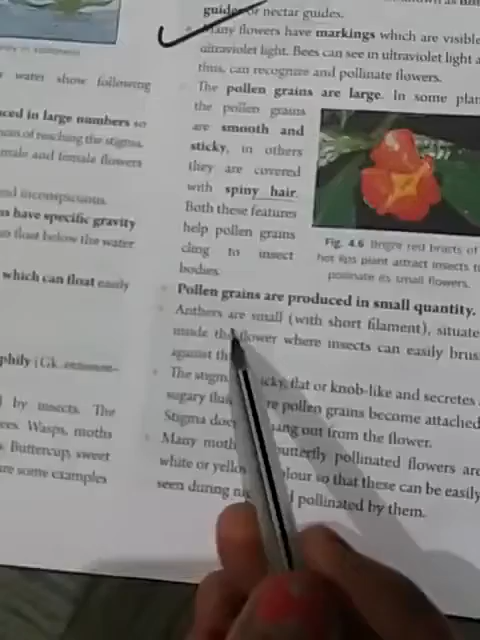 water show following
ced in large numbers so
of reaching the stigma.
male and female flowers
and inconspicuous.
s have specific gravity
float below the water
which can float easily
phily (Gk.
by insects. The
Wasps, moths
Buttercup, sweet
are some examples
guides or nectar guides.
Many flowers have markings which are visible
ultraviolet light. Bees can see in ultraviolet light a
thus, can recognize and pollinate flowers.
The pollen grains are large. In some plan
the pollen grains
are smooth and
sticky, in others
they are covered
with spiny hair.
Both these features
help pollen grains
cling to insect
bodies.
Fig. 4.6 Bright red bracts of
hot lips plant attract insects t
pollinate its small flowers.
Pollen grains are produced in small quantity.
Anthers are small (with short filament), situate
the flower where insects can easily brus
against th
The stigm icky, flat or knob-like and secretes
sugary flui re pollen grains become attached
Stigma doe hang out from the flower.
Many moth butterfly pollinated flowers are
white or yello olour so that these can be easily
seen during ni d pollinated by them.